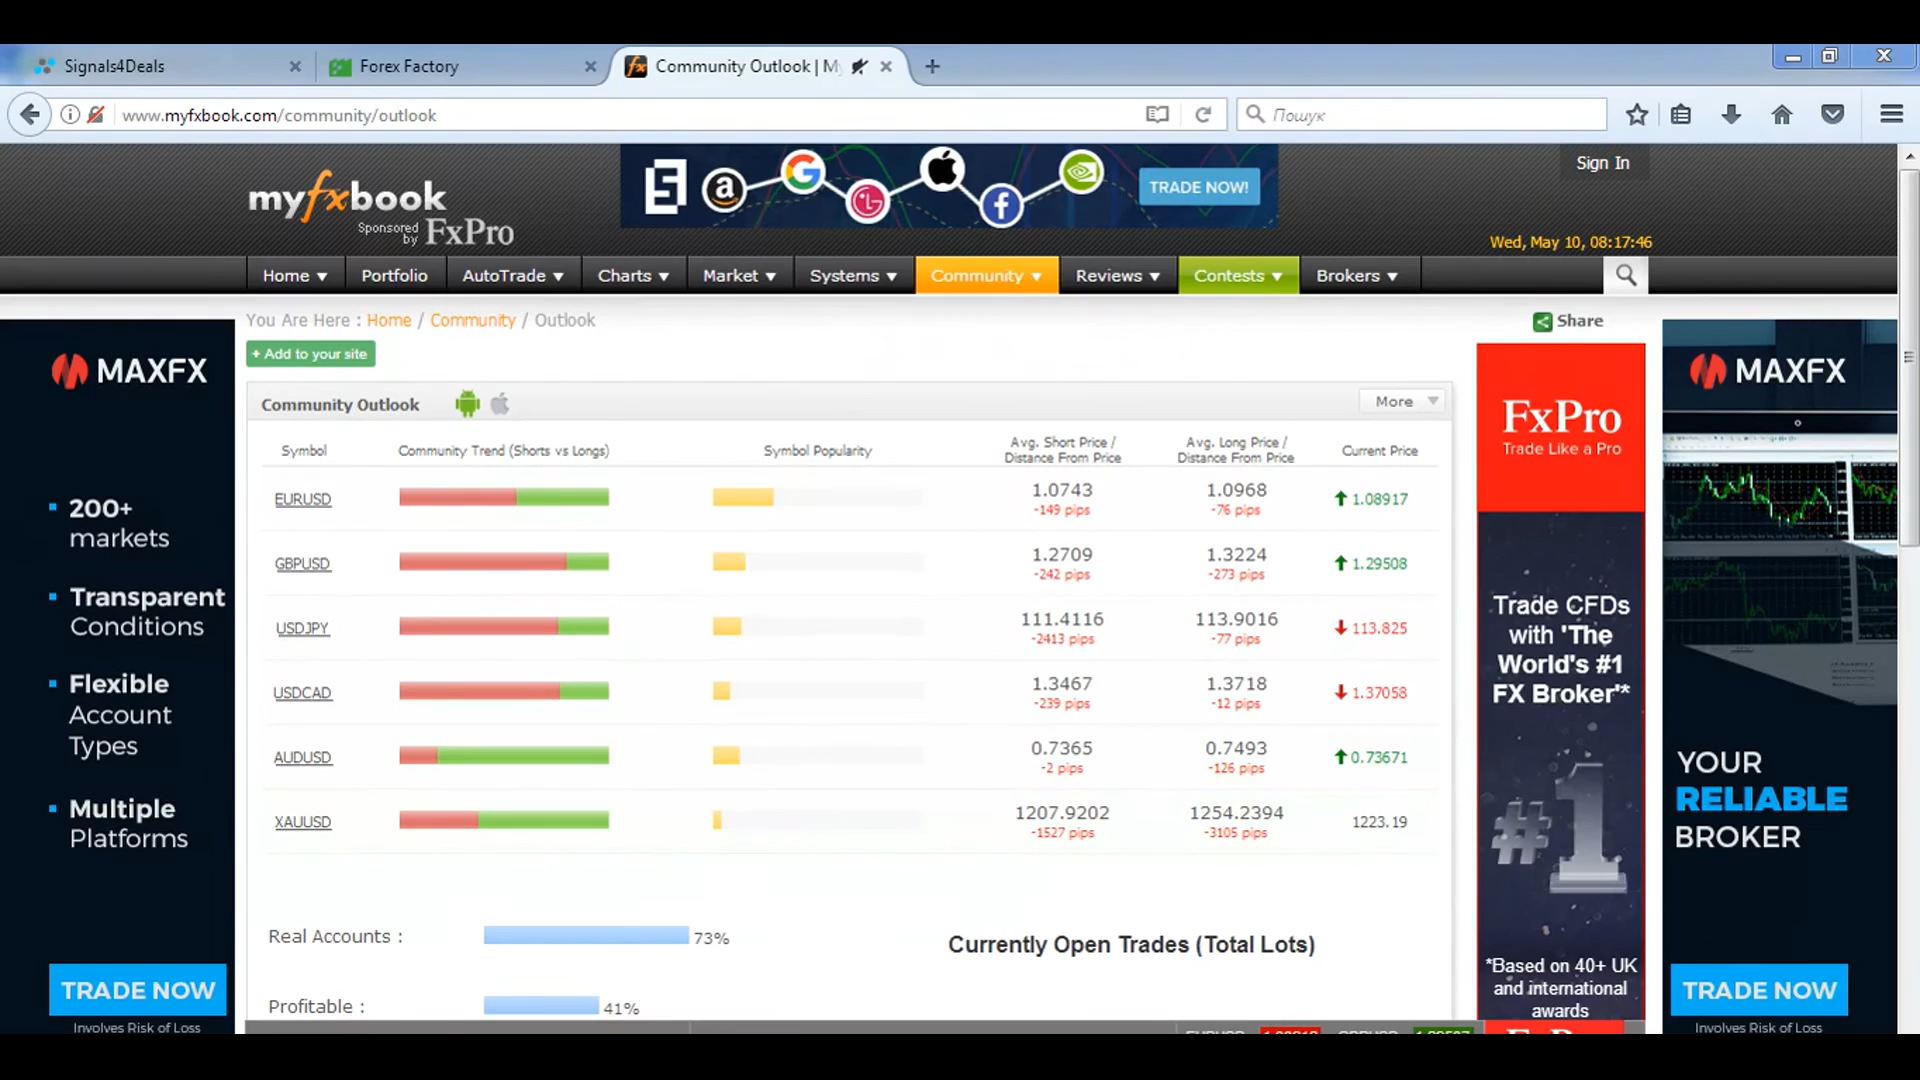 Signals4Deals
Forex Factory
Community Outlook | M
www.myfxbook.com/community/outlook
Пошук
myfxbook
Sponsored by FxPro
TRADE NOW!
Sign In
Wed, May 10, 08:17:46
Home Portfolio AutoTrade Charts Market Systems Community Reviews Contests Brokers
You Are Here : Home / Community / Outlook
Share
+ Add to your site
Community Outlook
More
Symbol Community Trend (Shorts vs Longs) Symbol Popularity Avg. Short Price / Distance From Price Avg. Long Price / Distance From Price Current Price
EURUSD 1.0743 -149 pips 1.0968 -76 pips 1.08917
GBPUSD 1.2709 -242 pips 1.3224 -273 pips 1.29508
USDJPY 111.4116 -2413 pips 113.9016 -77 pips 113.825
USDCAD 1.3467 -239 pips 1.3718 -12 pips 1.37058
AUDUSD 0.7365 -2 pips 0.7493 -126 pips 0.73671
XAUUSD 1207.9202 -1527 pips 1254.2394 -3105 pips 1223.19
Real Accounts : 73%
Profitable : 41%
Currently Open Trades (Total Lots)
MAXFX
200+
markets
Transparent
Conditions
Flexible
Account
Types
Multiple
Platforms
TRADE NOW
Involves Risk of Loss
FxPro
Trade Like a Pro
Trade CFDs
with 'The
World's #1
FX Broker'*
#1
*Based on 40+ UK
and international
awards
MAXFX
YOUR
RELIABLE
BROKER
TRADE NOW
Involves Risk of Loss